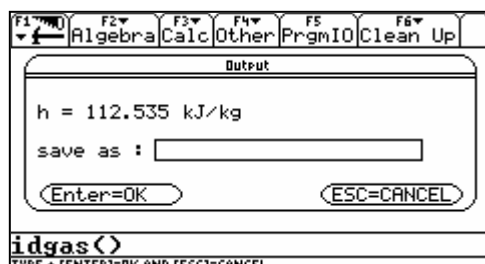 F1 F2 Algebra F3 Calc F4 Other F5 PrgmIO F6 Clean Up
Output
h = 112.535 kJ/kg
save as :
Enter=OK ESC=CANCEL
idgas()
TYPE + [ENTER]=OK AND [ESC]=CANCEL